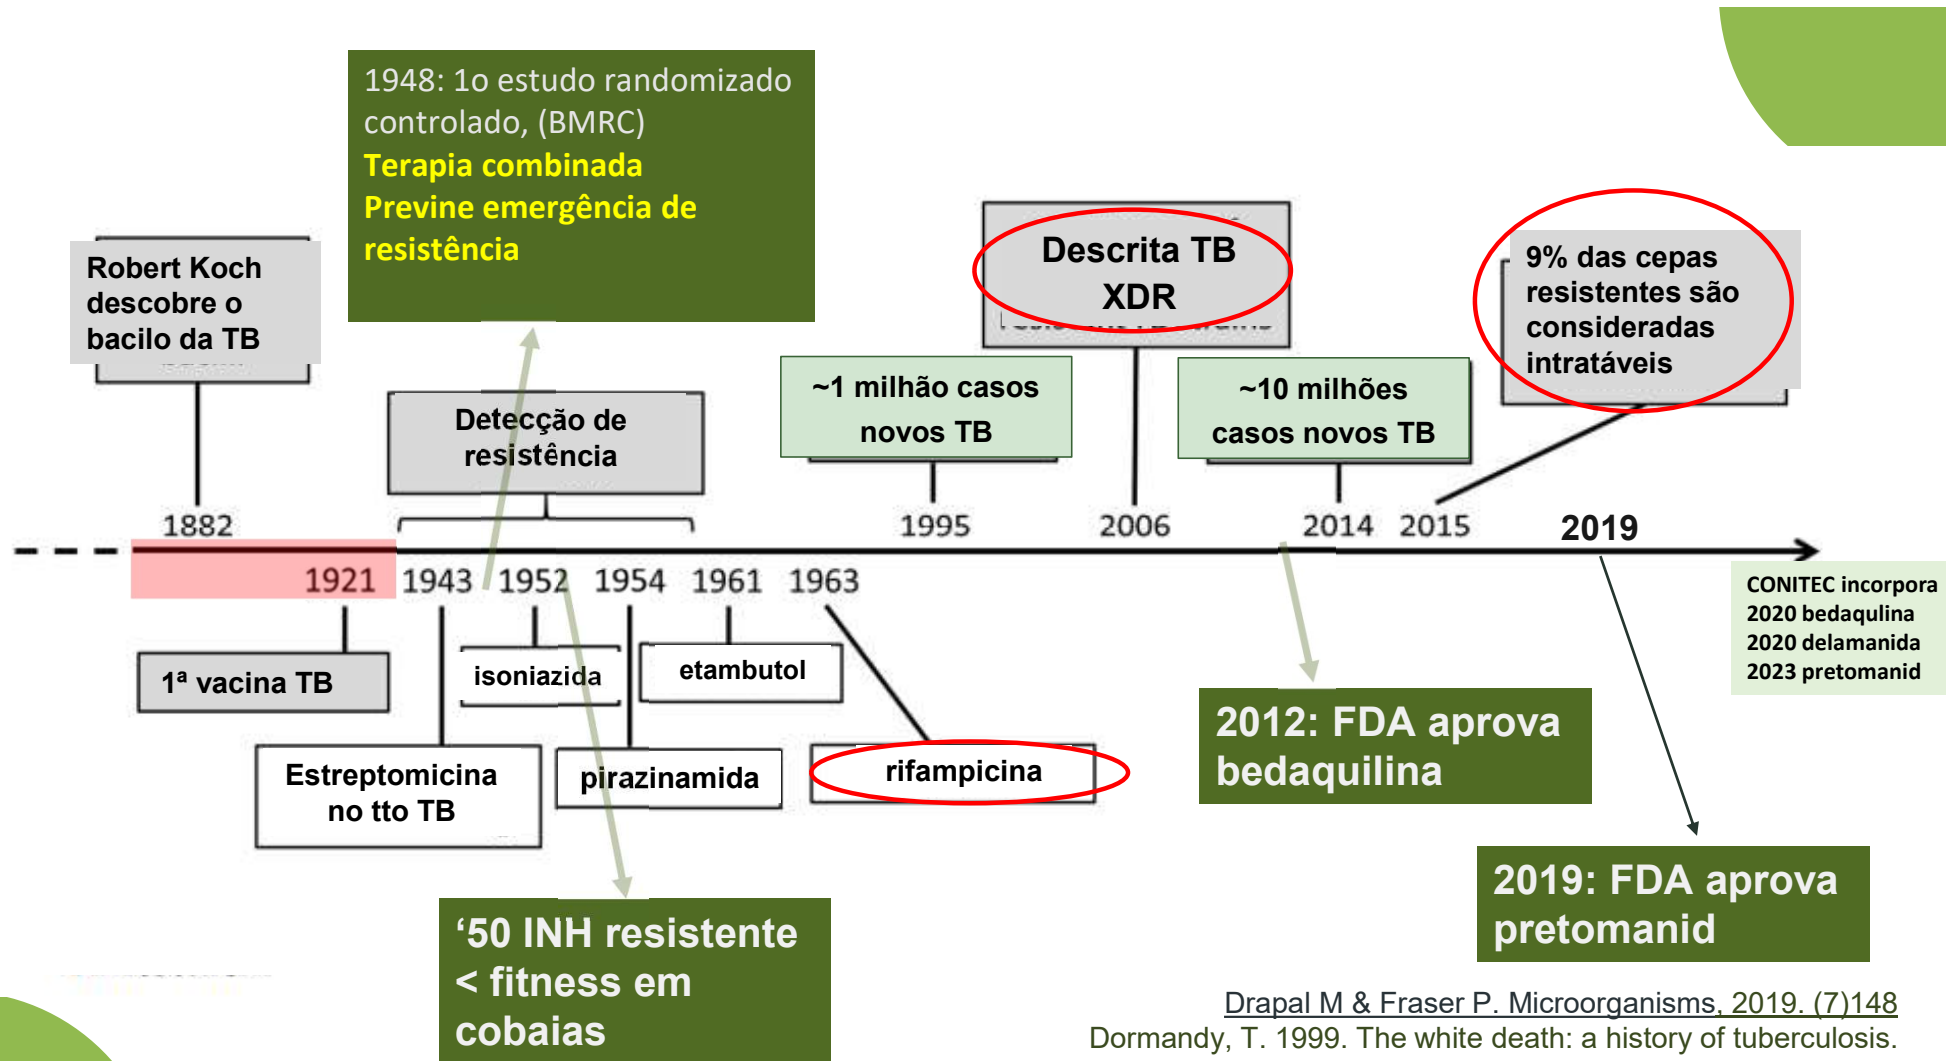 1948: 1o estudo randomizado
controlado, (BMRC)
Terapia combinada
Previne emergência de
resistência
Robert Koch
descobre o
bacilo da TB
Detecção de
resistência
~1 milhão casos
novos TB
Descrita TB
XDR
~10 milhões
casos novos TB
9% das cepas
resistentes são
consideradas
intratáveis
1882
1995
2006
2014
2015
2019
1921
1943
1952
1954
1961
1963
CONITEC incorpora
2020 bedaqulina
2020 delamanida
2023 pretomanid
1ª vacina TB
isoniazida
etambutol
Estreptomicina
no tto TB
pirazinamida
rifampicina
2012: FDA aprova
bedaquilina
2019: FDA aprova
pretomanid
‘50 INH resistente
< fitness em
cobaias
Drapal M & Fraser P. Microorganisms, 2019. (7)148
Dormandy, T. 1999. The white death: a history of tuberculosis.